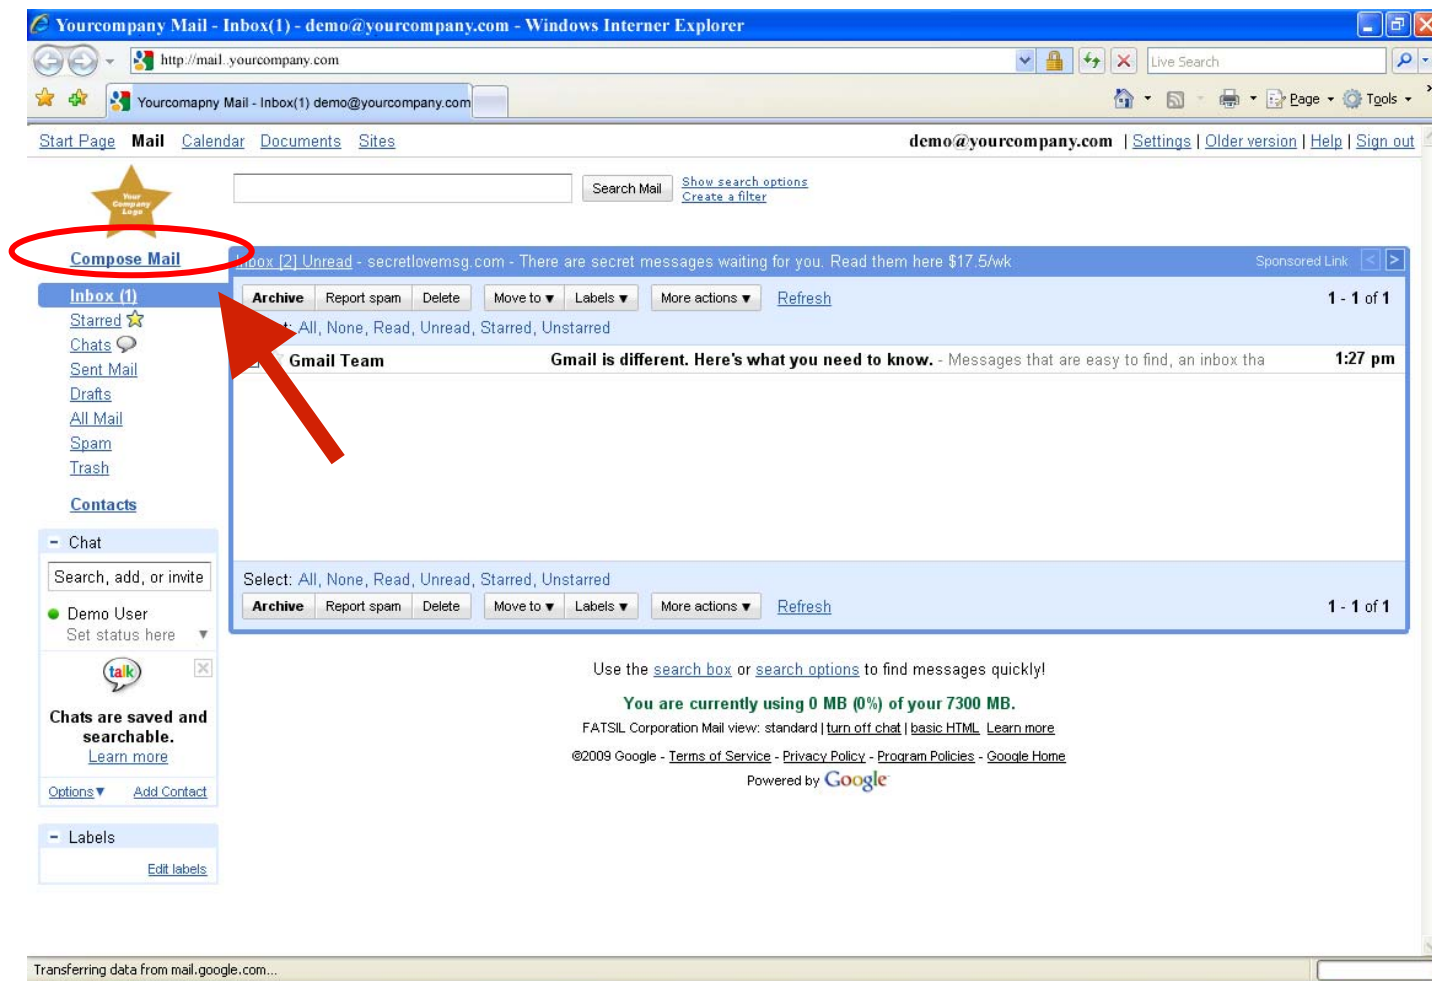 Yourcompany Mail - Inbox(1) - demo@yourcompany.com - Windows Internet Explorer
http://mail..yourcompany.com
Live Search
Yourcomapny Mail - Inbox(1) demo@yourcompany.com
Page Tools
Start Page Mail Calendar Documents Sites
demo@yourcompany.com | Settings | Older version | Help | Sign out
Your
Company
Logo
Search Mail
Show search options
Create a filter
Compose Mail
Inbox [2] Unread - secretlovemsg.com - There are secret messages waiting for you. Read them here $17.5/wk
Sponsored Link < >
Inbox (1)
Starred
Chats
Sent Mail
Drafts
All Mail
Spam
Trash
Contacts
Archive Report spam Delete Move to ▼ Labels ▼ More actions ▼ Refresh
1 - 1 of 1
All, None, Read, Unread, Starred, Unstarred
Gmail Team Gmail is different. Here's what you need to know. - Messages that are easy to find, an inbox tha 1:27 pm
Select: All, None, Read, Unread, Starred, Unstarred
Archive Report spam Delete Move to ▼ Labels ▼ More actions ▼ Refresh
1 - 1 of 1
− Chat
Search, add, or invite
Demo User
Set status here ▼
talk
Chats are saved and
searchable.
Learn more
Options▼ Add Contact
− Labels
Edit labels
Use the search box or search options to find messages quickly!
You are currently using 0 MB (0%) of your 7300 MB.
FATSIL Corporation Mail view: standard | turn off chat | basic HTML Learn more
©2009 Google - Terms of Service - Privacy Policy - Program Policies - Google Home
Powered by Google
Transferring data from mail.google.com...